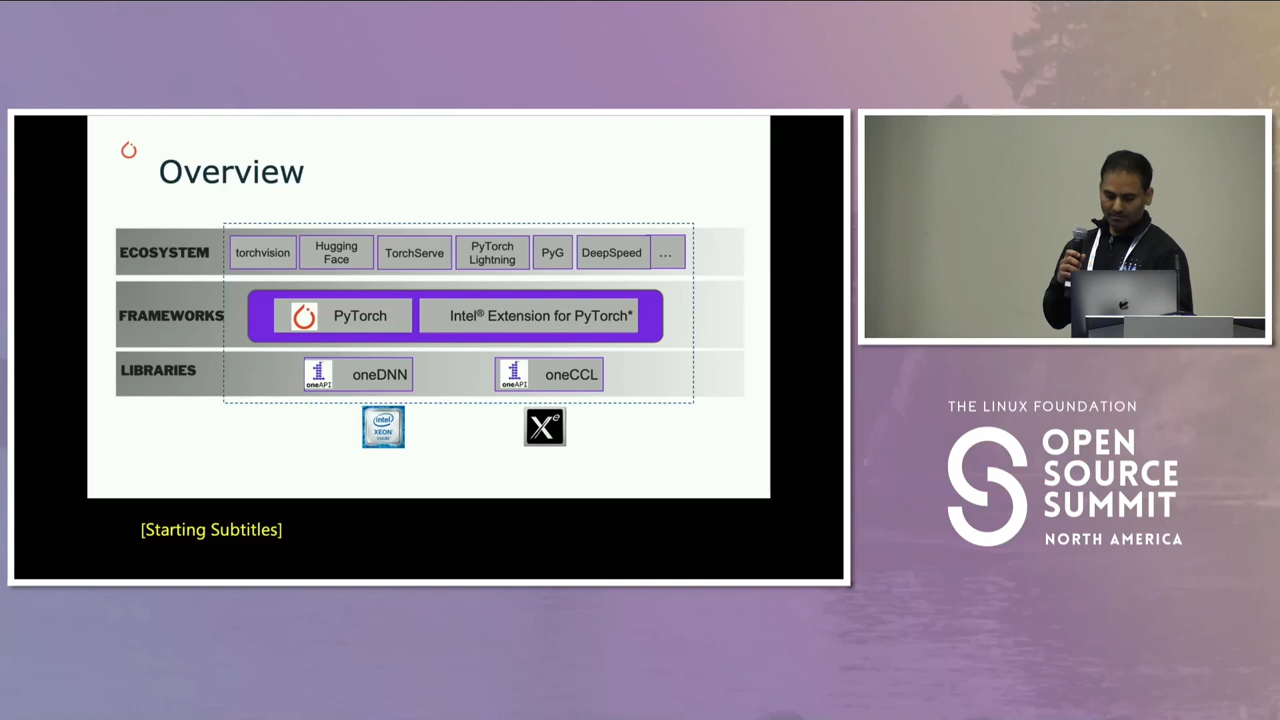 Overview
ECOSYSTEM
torchvision
Hugging
Face
TorchServe
PyTorch
Lightning
PyG
DeepSpeed
...
FRAMEWORKS
PyTorch
Intel® Extension for PyTorch*
LIBRARIES
oneAPI
oneDNN
oneAPI
oneCCL
intel
XEON
inside
Xe
[Starting Subtitles]
THE LINUX FOUNDATION
OPEN
SOURCE
SUMMIT
NORTH AMERICA